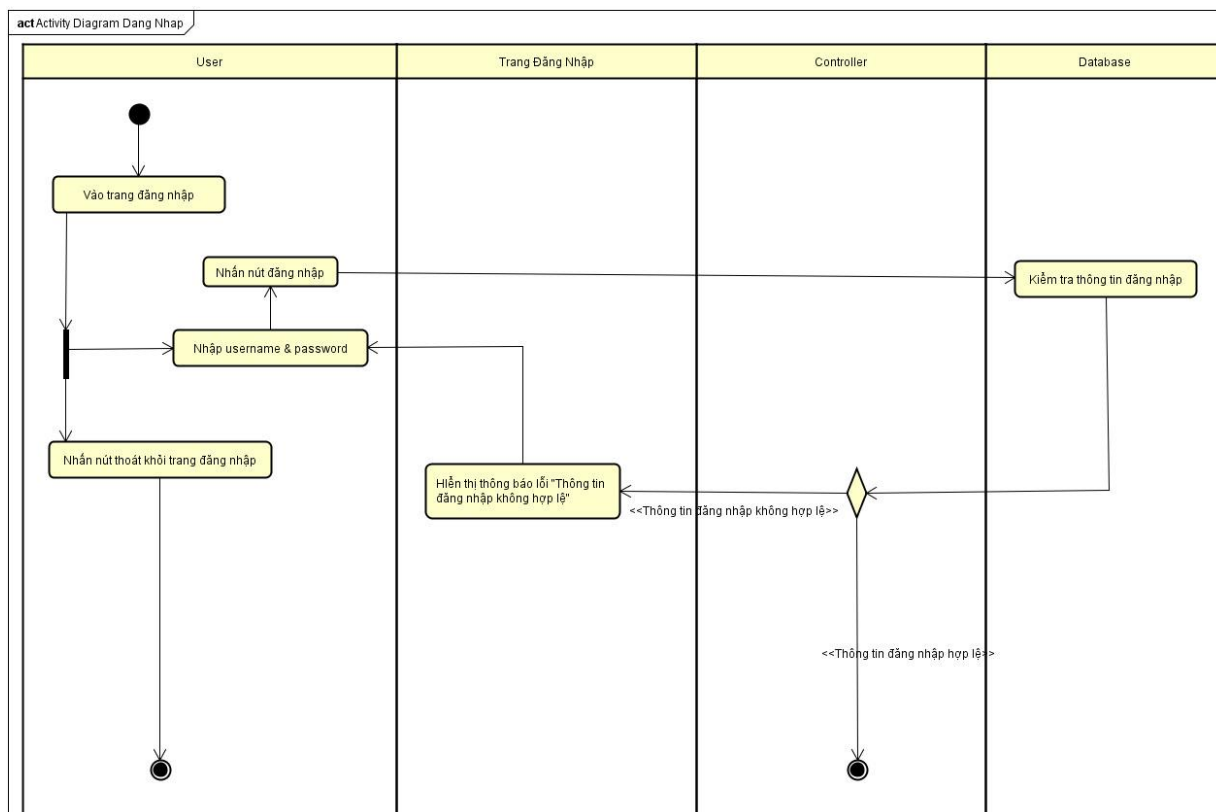 act Activity Diagram Dang Nhap
User
Trang Đăng Nhập
Controller
Database
Vào trang đăng nhập
Nhấn nút đăng nhập
Kiểm tra thông tin đăng nhập
Nhập username & password
Nhấn nút thoát khỏi trang đăng nhập
HIển thị thông báo lỗi "Thông tin
đăng nhập không hợp lệ"
<<Thông tin đăng nhập không hợp lệ>>
<<Thông tin đăng nhập hợp lệ>>